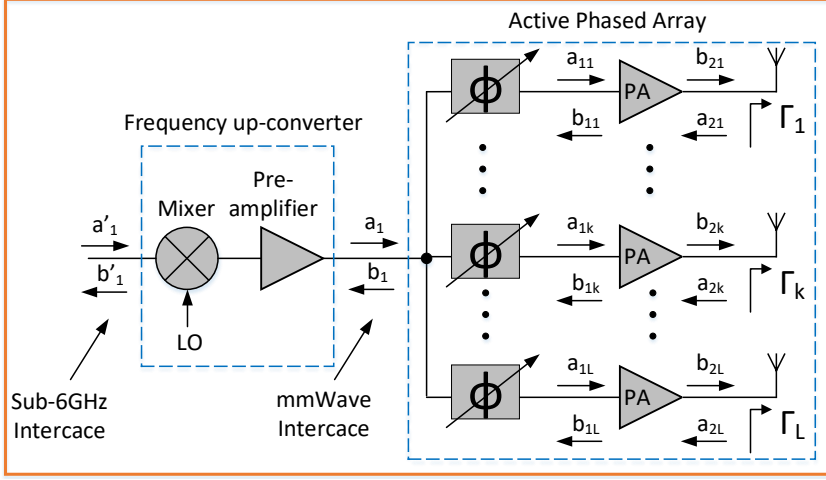 Active Phased Array
Frequency up-converter
Mixer
Pre-
amplifier
LO
a'1
b'1
a1
b1
Sub-6GHz
Intercace
mmWave
Intercace
ϕ
a11
b11
PA
b21
a21
Γ1
ϕ
a1k
b1k
PA
b2k
a2k
Γk
ϕ
a1L
b1L
PA
b2L
a2L
ΓL